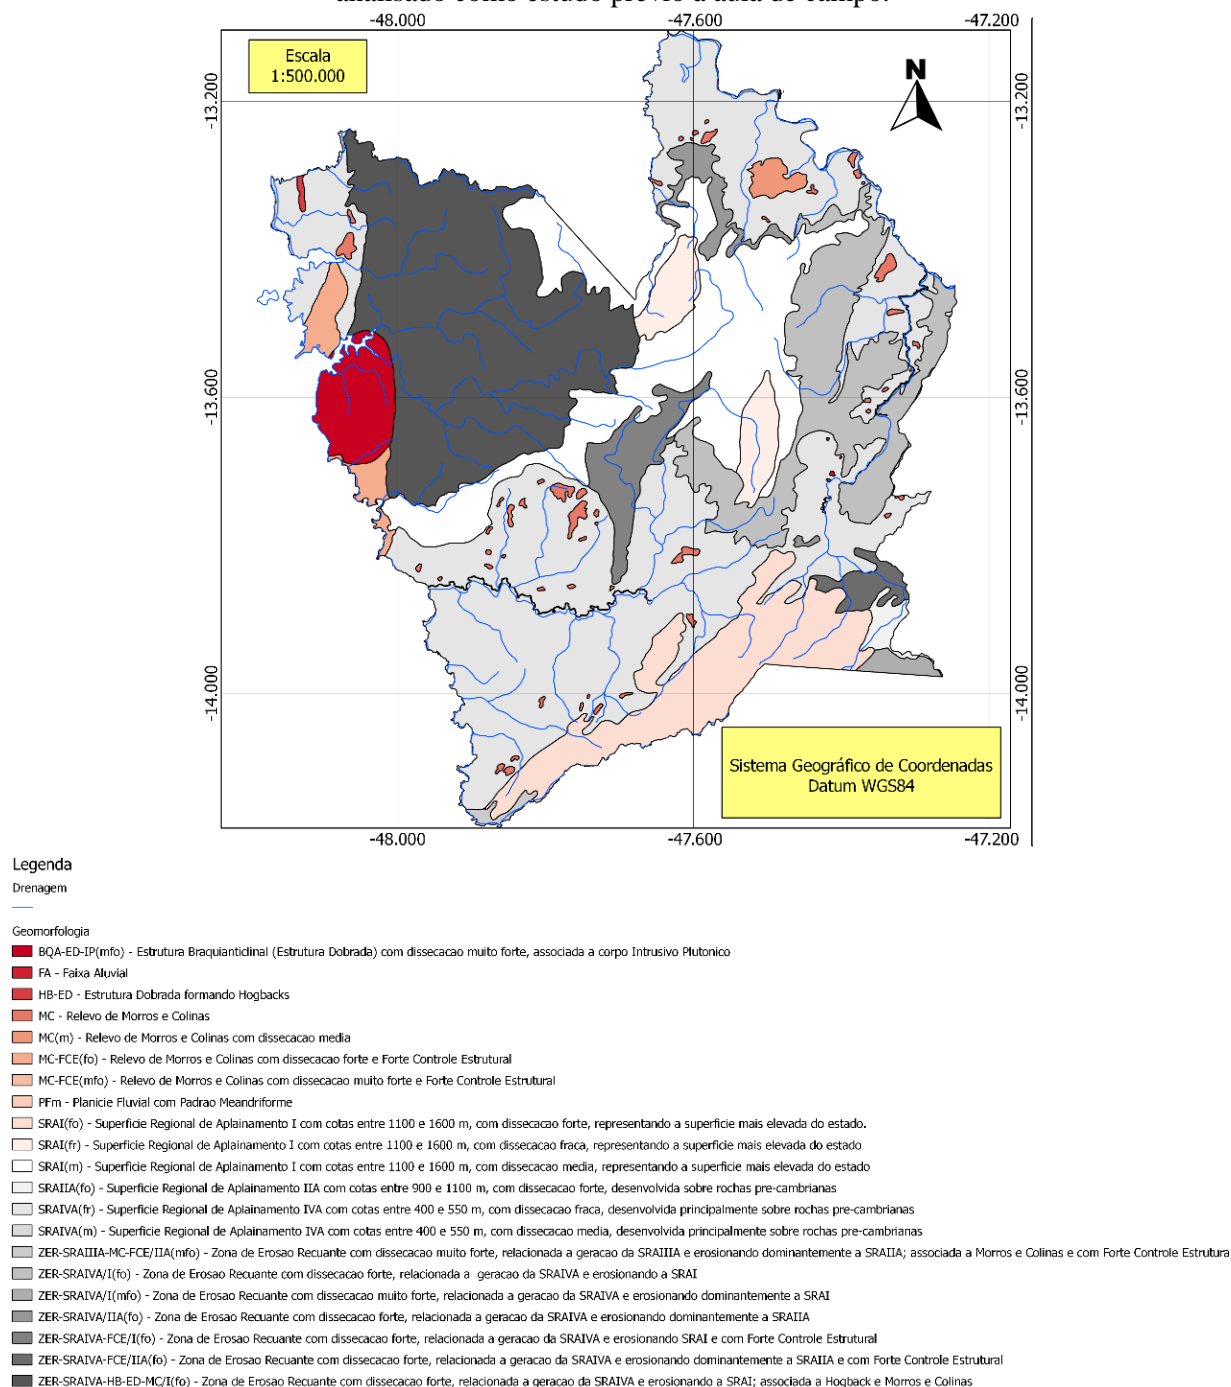 analisado como estudo prévio à aula de campo.
-48.000 -47.600 -47.200
Escala
1:500.000
N
-13.200 -13.200
-13.600 -13.600
-14.000 -14.000
Sistema Geográfico de Coordenadas
Datum WGS84
-48.000 -47.600 -47.200
Legenda
Drenagem
Geomorfologia
BQA-ED-IP(mfo) - Estrutura Braquianticlinal (Estrutura Dobrada) com dissecacao muito forte, associada a corpo Intrusivo Plutonico
FA - Faixa Aluvial
HB-ED - Estrutura Dobrada formando Hogbacks
MC - Relevo de Morros e Colinas
MC(m) - Relevo de Morros e Colinas com dissecacao media
MC-FCE(fo) - Relevo de Morros e Colinas com dissecacao forte e Forte Controle Estrutural
MC-FCE(mfo) - Relevo de Morros e Colinas com dissecacao muito forte e Forte Controle Estrutural
PFm - Planicie Fluvial com Padrao Meandriforme
SRAI(fo) - Superficie Regional de Aplainamento I com cotas entre 1100 e 1600 m, com dissecacao forte, representando a superficie mais elevada do estado.
SRAI(fr) - Superficie Regional de Aplainamento I com cotas entre 1100 e 1600 m, com dissecacao fraca, representando a superficie mais elevada do estado
SRAI(m) - Superficie Regional de Aplainamento I com cotas entre 1100 e 1600 m, com dissecacao media, representando a superficie mais elevada do estado
SRAIIA(fo) - Superficie Regional de Aplainamento IIA com cotas entre 900 e 1100 m, com dissecacao forte, desenvolvida sobre rochas pre-cambrianas
SRAIVA(fr) - Superficie Regional de Aplainamento IVA com cotas entre 400 e 550 m, com dissecacao fraca, desenvolvida principalmente sobre rochas pre-cambrianas
SRAIVA(m) - Superficie Regional de Aplainamento IVA com cotas entre 400 e 550 m, com dissecacao media, desenvolvida principalmente sobre rochas pre-cambrianas
ZER-SRAIIIA-MC-FCE/IIA(mfo) - Zona de Erosao Recuante com dissecacao muito forte, relacionada a geracao da SRAIIIA e erosionando dominantemente a SRAIIA; associada a Morros e Colinas e com Forte Controle Estrutura
ZER-SRAIVA/I(fo) - Zona de Erosao Recuante com dissecacao forte, relacionada a geracao da SRAIVA e erosionando a SRAI
ZER-SRAIVA/I(mfo) - Zona de Erosao Recuante com dissecacao muito forte, relacionada a geracao da SRAIVA e erosionando dominantemente a SRAI
ZER-SRAIVA/IIA(fo) - Zona de Erosao Recuante com dissecacao forte, relacionada a geracao da SRAIVA e erosionando dominantemente a SRAIIA
ZER-SRAIVA-FCE/I(fo) - Zona de Erosao Recuante com dissecacao forte, relacionada a geracao da SRAIVA e erosionando SRAI e com Forte Controle Estrutural
ZER-SRAIVA-FCE/IIA(fo) - Zona de Erosao Recuante com dissecacao forte, relacionada a geracao da SRAIVA e erosionando dominantemente a SRAIIA e com Forte Controle Estrutural
ZER-SRAIVA-HB-ED-MC/I(fo) - Zona de Erosao Recuante com dissecacao forte, relacionada a geracao da SRAIVA e erosionando a SRAI; associada a Hogback e Morros e Colinas